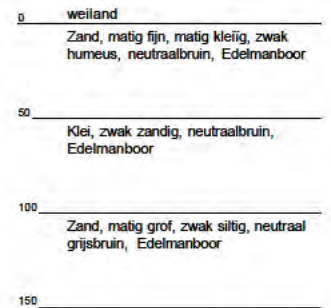 0 weiland
Zand, matig fijn, matig kleiïg, zwak
humeus, neutraalbruin, Edelmanboor
50
Klei, zwak zandig, neutraalbruin,
Edelmanboor
100
Zand, matig grof, zwak siltig, neutraal
grijsbruin, Edelmanboor
150